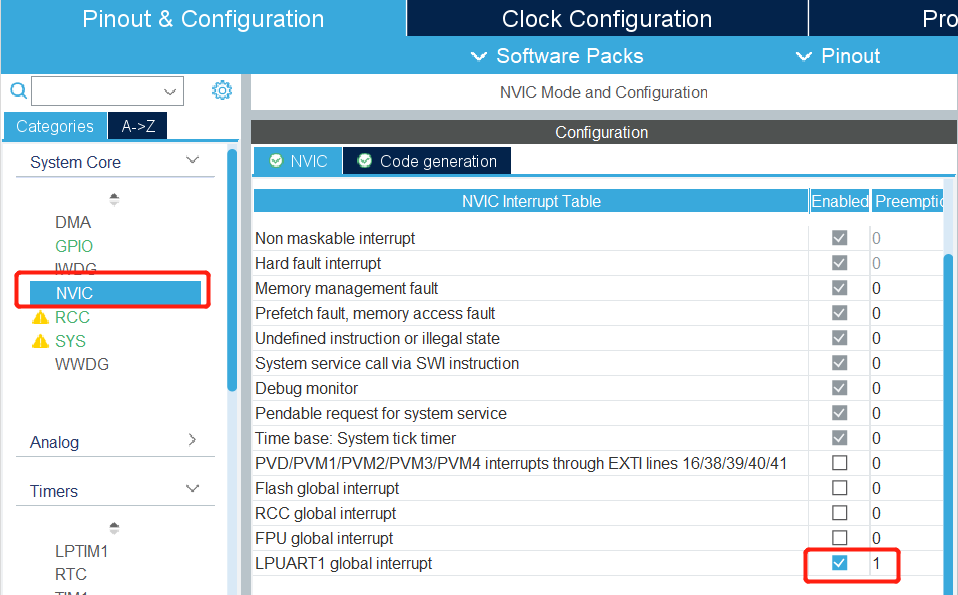 Pinout & Configuration
Clock Configuration
Pro
Software Packs
Pinout
Categories
A->Z
System Core
DMA
GPIO
IWDG
NVIC
RCC
SYS
WWDG
Analog
Timers
LPTIM1
RTC
TIM1
NVIC Mode and Configuration
Configuration
NVIC
Code generation
NVIC Interrupt Table Enabled Preemptio
Non maskable interrupt 0
Hard fault interrupt 0
Memory management fault 0
Prefetch fault, memory access fault 0
Undefined instruction or illegal state 0
System service call via SWI instruction 0
Debug monitor 0
Pendable request for system service 0
Time base: System tick timer 0
PVD/PVM1/PVM2/PVM3/PVM4 interrupts through EXTI lines 16/38/39/40/41 0
Flash global interrupt 0
RCC global interrupt 0
FPU global interrupt 0
LPUART1 global interrupt 1